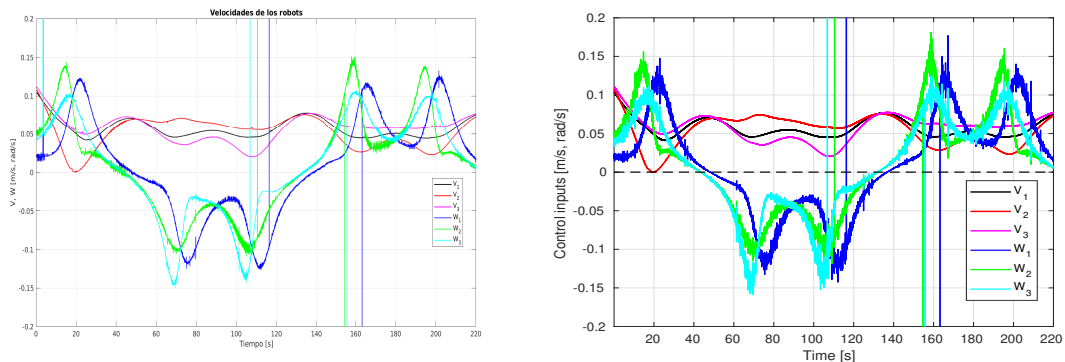 Velocidades de los robots
0.2
0.15
0.1
0.05
0
-0.05
-0.1
-0.15
-0.2
V, W [m/s, rad/s]
0 20 40 60 80 100 120 140 160 180 200 220
Tiempo [s]
V1
V2
V3
W1
W2
W3
0.2
0.15
0.1
0.05
0
-0.05
-0.1
-0.15
-0.2
Control inputs [m/s, rad/s]
20 40 60 80 100 120 140 160 180 200 220
Time [s]
V1
V2
V3
W1
W2
W3